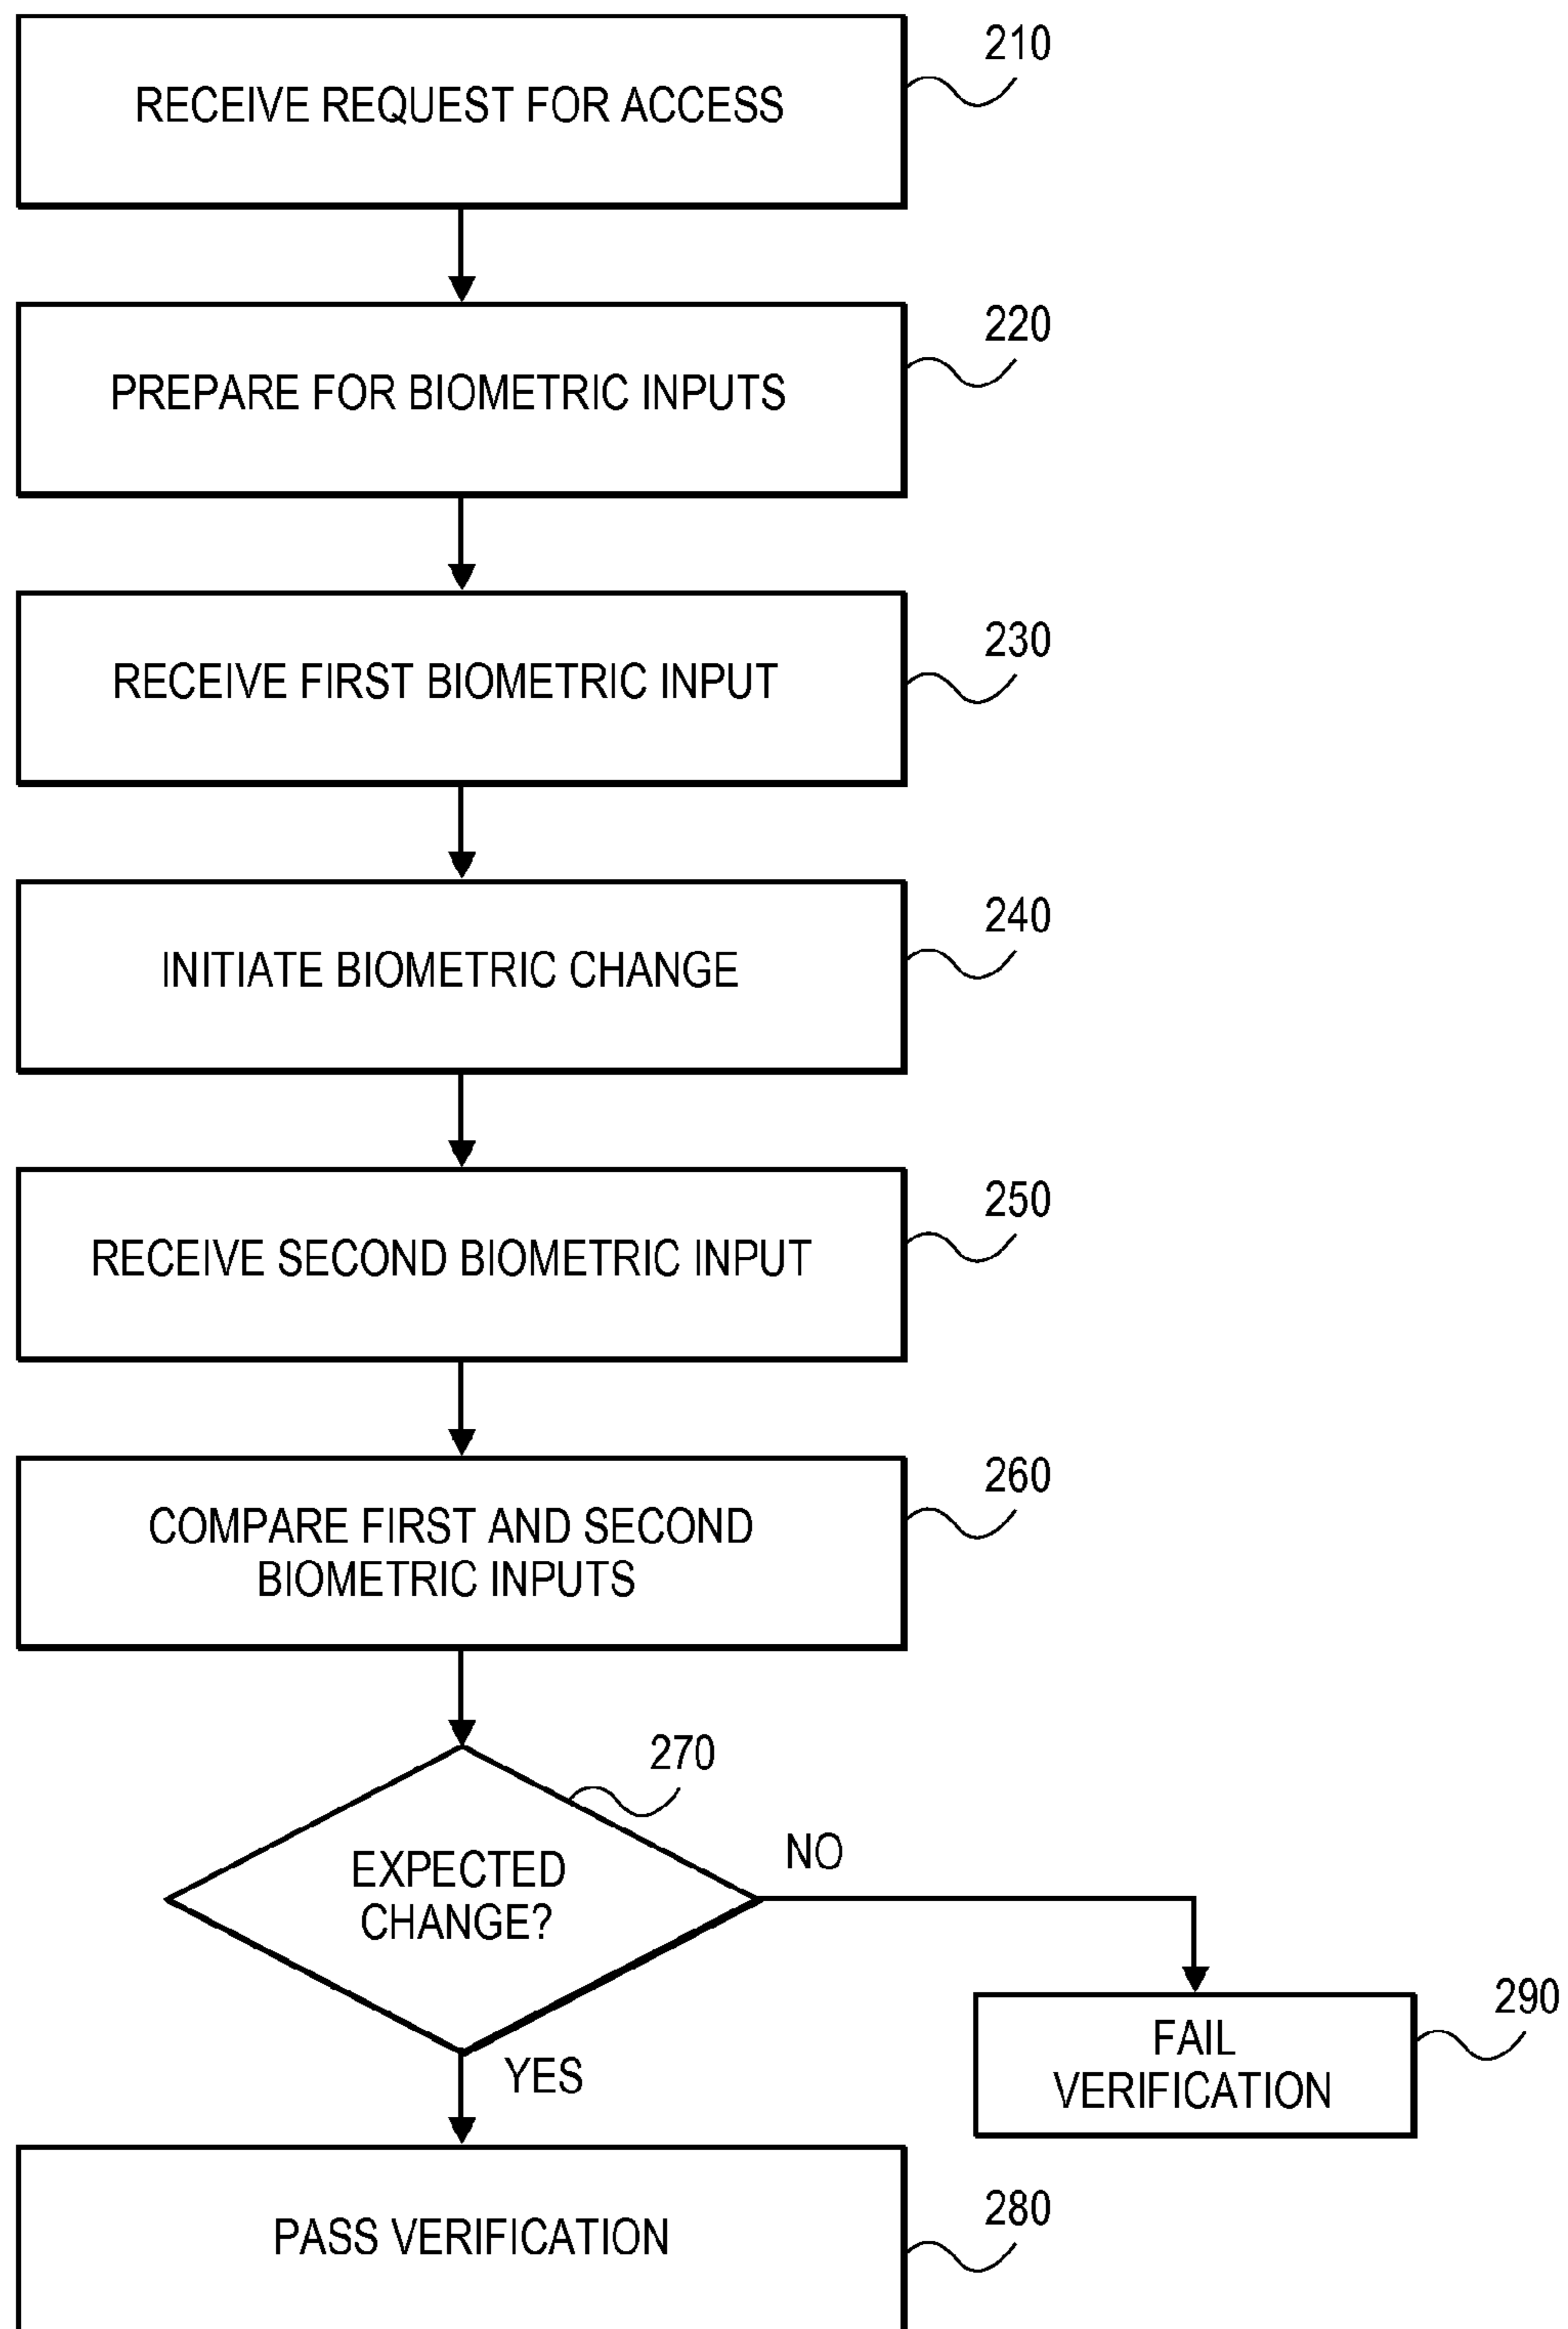 RECEIVE REQUEST FOR ACCESS
210
PREPARE FOR BIOMETRIC INPUTS
220
RECEIVE FIRST BIOMETRIC INPUT
230
INITIATE BIOMETRIC CHANGE
240
RECEIVE SECOND BIOMETRIC INPUT
250
COMPARE FIRST AND SECOND
BIOMETRIC INPUTS
260
EXPECTED
CHANGE?
270
NO
YES
FAIL
VERIFICATION
290
PASS VERIFICATION
280